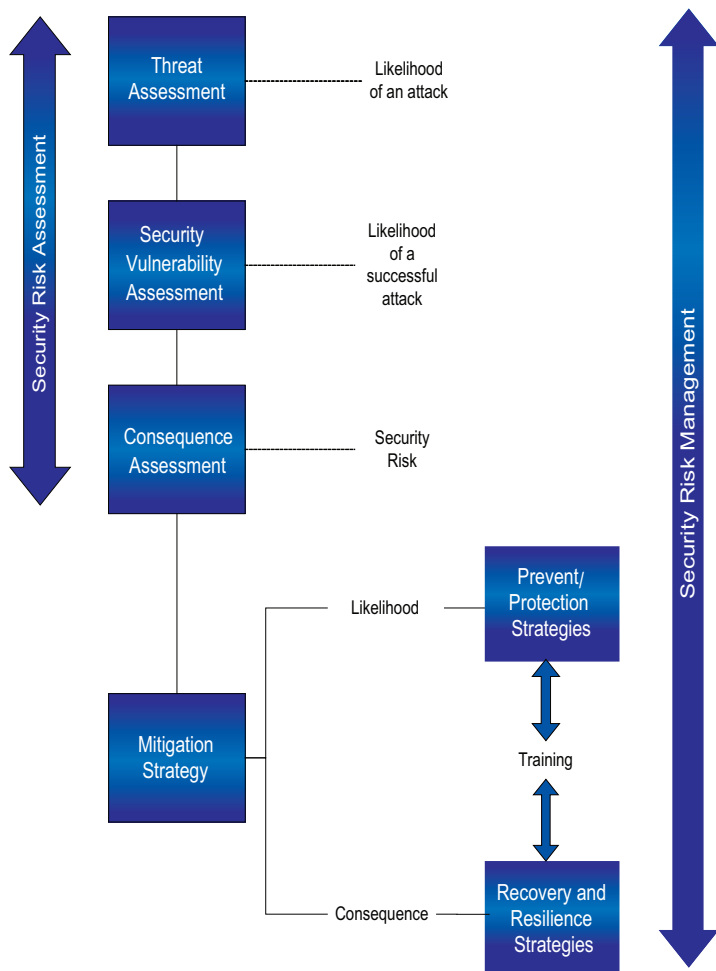 Threat
Assessment
Likelihood
of an attack
Security Risk Assessment
Security
Vulnerability
Assessment
Likelihood
of a
successful
attack
Consequence
Assessment
Security
Risk
Security Risk Management
Likelihood
Prevent/
Protection
Strategies
Mitigation
Strategy
Training
Consequence
Recovery and
Resilience
Strategies